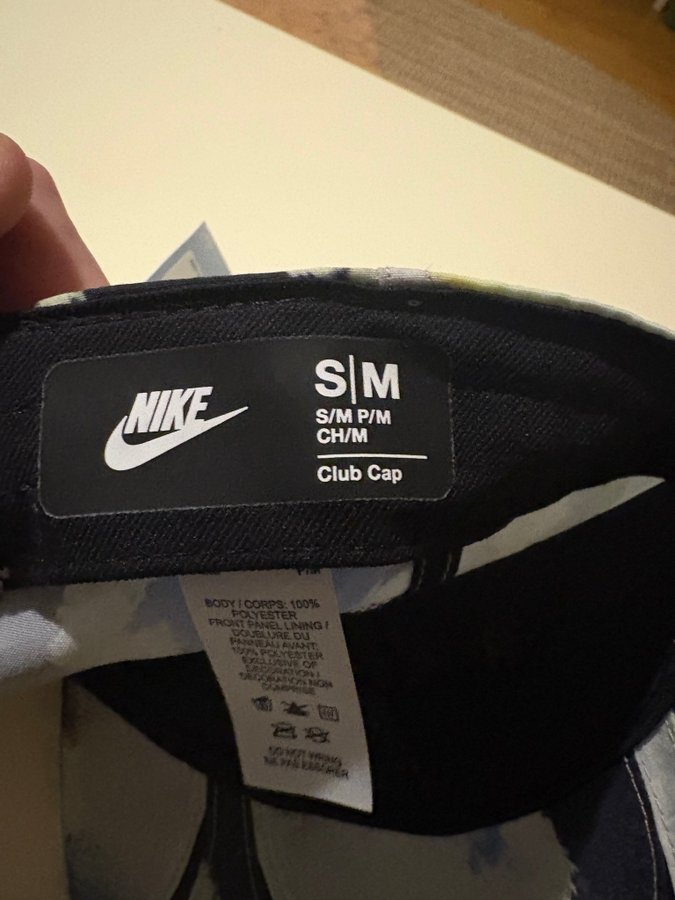 NIKE
S|M
S/M P/M
CH/M
Club Cap
BODY / CORPS: 100%
POLYESTER
FRONT PANEL LINING /
DOUBLURE DU
PANNEAU AVANT:
100% POLYESTER
EXCLUSIVE OF
DECORATION /
DECORATION NON
COMPRISE
DO NOT WRING
NE PAS ESSORER